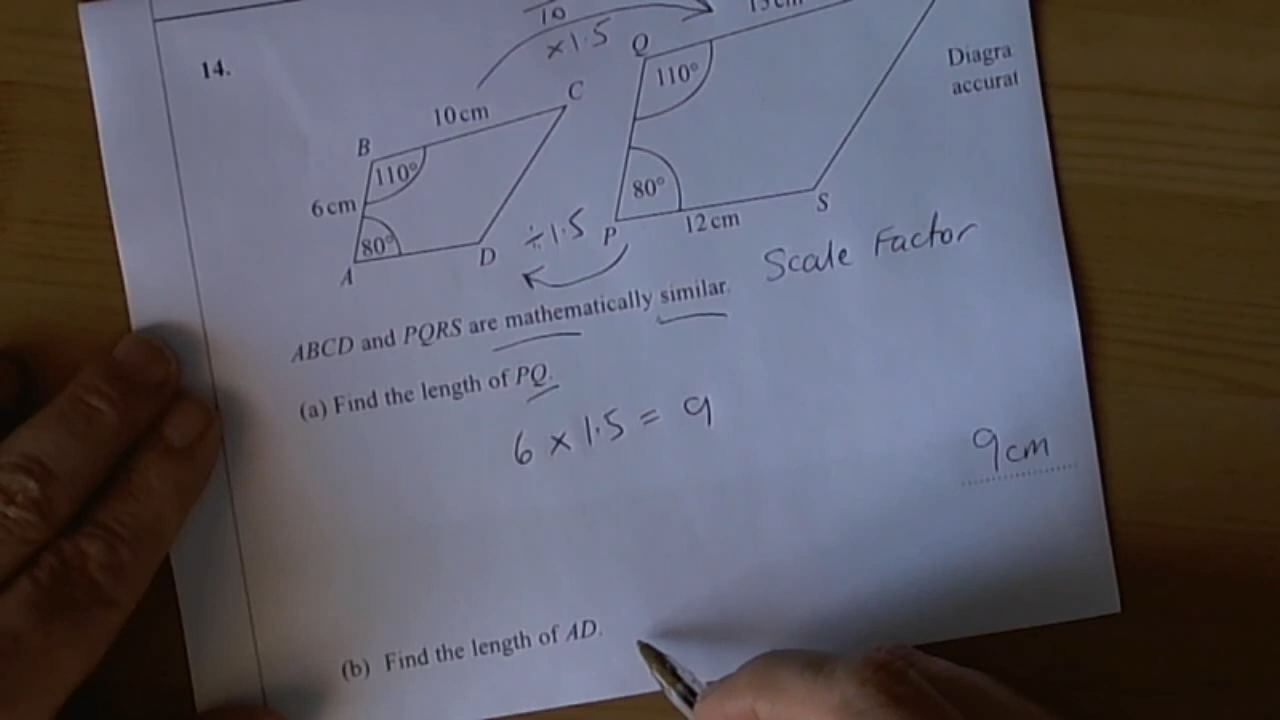 10
15 cm
×1.5
Q
14.
110°
Diagra
accurat
10 cm
C
B
110°
6 cm
80°
S
12 cm
÷1.5
P
80°
D
A
Scale Factor
ABCD and PQRS are mathematically similar.
(a) Find the length of PQ.
6 × 1.5 = 9
9cm
(b) Find the length of AD.